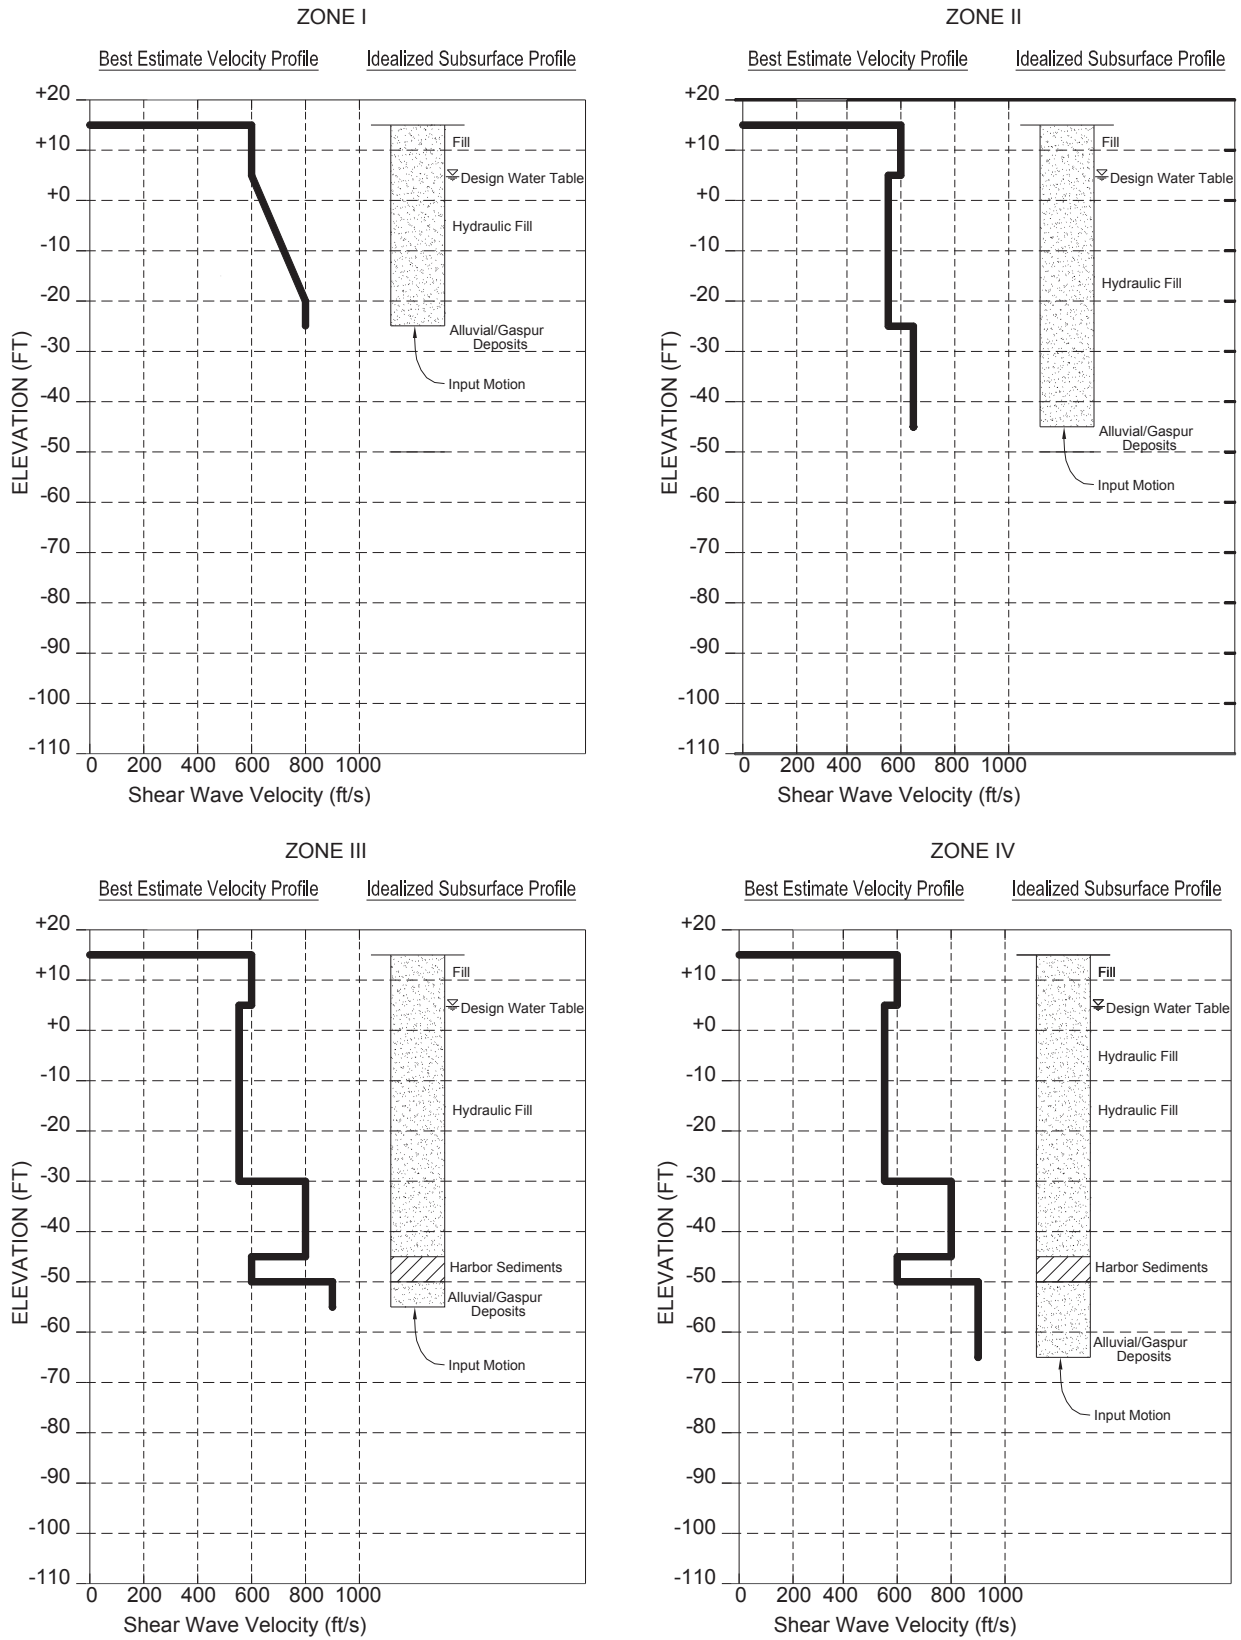 ZONE I
Best Estimate Velocity Profile
Idealized Subsurface Profile
+20
+10
+0
-10
-20
-30
-40
-50
-60
-70
-80
-90
-100
-110
ELEVATION (FT)
Fill
Design Water Table
Hydraulic Fill
Alluvial/Gaspur
Deposits
Input Motion
0 200 400 600 800 1000
Shear Wave Velocity (ft/s)
ZONE II
Best Estimate Velocity Profile
Idealized Subsurface Profile
+20
+10
+0
-10
-20
-30
-40
-50
-60
-70
-80
-90
-100
-110
ELEVATION (FT)
Fill
Design Water Table
Hydraulic Fill
Alluvial/Gaspur
Deposits
Input Motion
0 200 400 600 800 1000
Shear Wave Velocity (ft/s)
ZONE III
Best Estimate Velocity Profile
Idealized Subsurface Profile
+20
+10
+0
-10
-20
-30
-40
-50
-60
-70
-80
-90
-100
-110
ELEVATION (FT)
Fill
Design Water Table
Hydraulic Fill
Harbor Sediments
Alluvial/Gaspur
Deposits
Input Motion
0 200 400 600 800 1000
Shear Wave Velocity (ft/s)
ZONE IV
Best Estimate Velocity Profile
Idealized Subsurface Profile
+20
+10
+0
-10
-20
-30
-40
-50
-60
-70
-80
-90
-100
-110
ELEVATION (FT)
Fill
Design Water Table
Hydraulic Fill
Hydraulic Fill
Harbor Sediments
Alluvial/Gaspur
Deposits
Input Motion
0 200 400 600 800 1000
Shear Wave Velocity (ft/s)